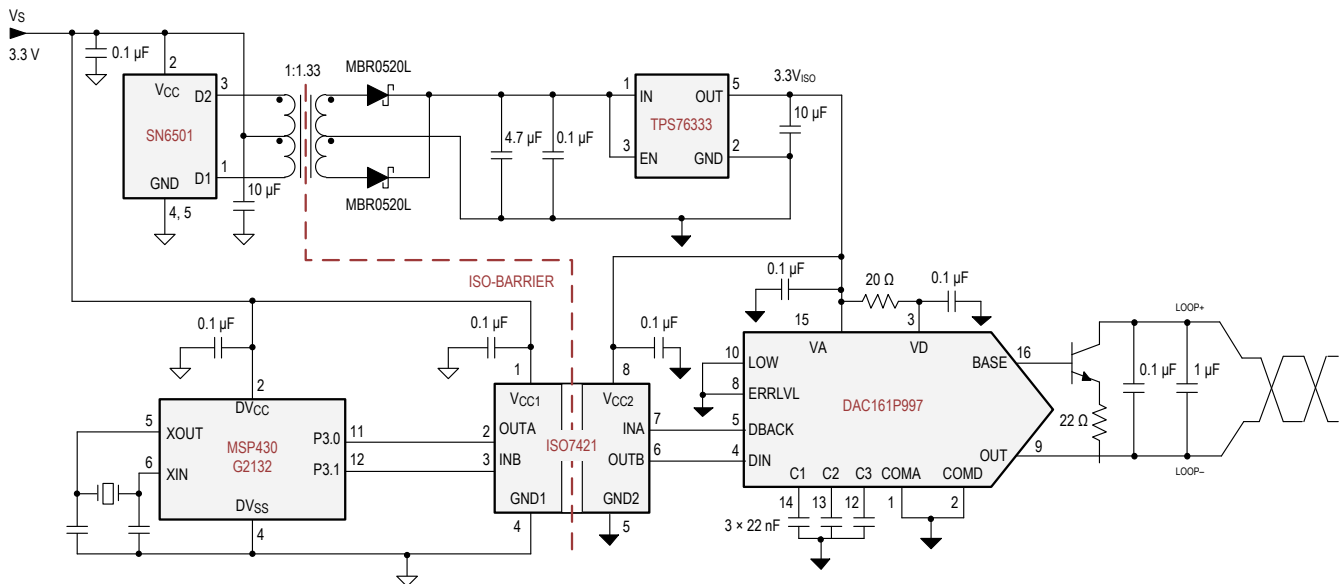 VS
3.3 V
0.1 µF
2
VCC
D2
3
SN6501
D1
1
GND
4, 5
10 µF
1:1.33
MBR0520L
MBR0520L
4.7 µF
0.1 µF
1
IN
OUT
5
TPS76333
3
EN
GND
2
3.3VISO
10 µF
ISO-BARRIER
0.1 µF
2
DVCC
5
XOUT
6
XIN
MSP430
G2132
P3.0
11
P3.1
12
DVSS
4
0.1 µF
1
VCC1
OUTA
2
INB
3
GND1
4
ISO7421
8
0.1 µF
VCC2
INA
7
OUTB
6
GND2
5
0.1 µF
20 Ω
0.1 µF
15
3
VA
VD
10
LOW
8
ERRLVL
5
DBACK
4
DIN
DAC161P997
BASE
16
OUT
9
C1
C2
C3
COMA
COMD
14
13
12
1
2
3 × 22 nF
22 Ω
0.1 µF
1 µF
LOOP+
LOOP–